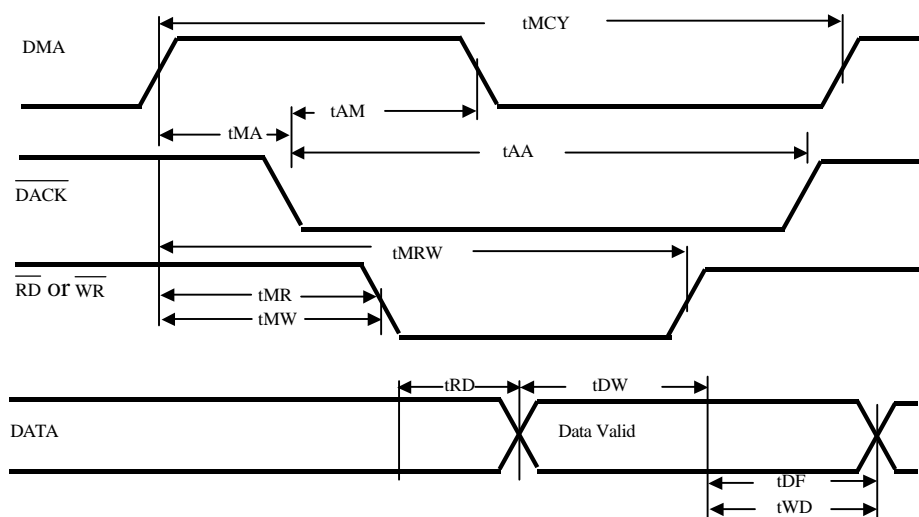 tMCY
DMA
tAM
tMA
tAA
DACK
tMRW
RD or WR
tMR
tMW
tRD
tDW
DATA
Data Valid
tDF
tWD